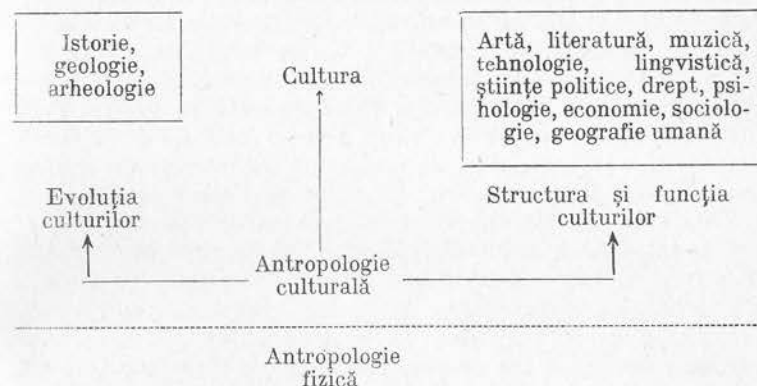 Istorie,
geologie,
arheologie
Cultura
Artă, literatură, muzică,
tehnologie, lingvistică,
științe politice, drept, psi-
hologie, economie, sociolo-
gie, geografie umană
Evoluția
culturilor
Structura și funcția
culturilor
Antropologie
culturală
Antropologie
fizică